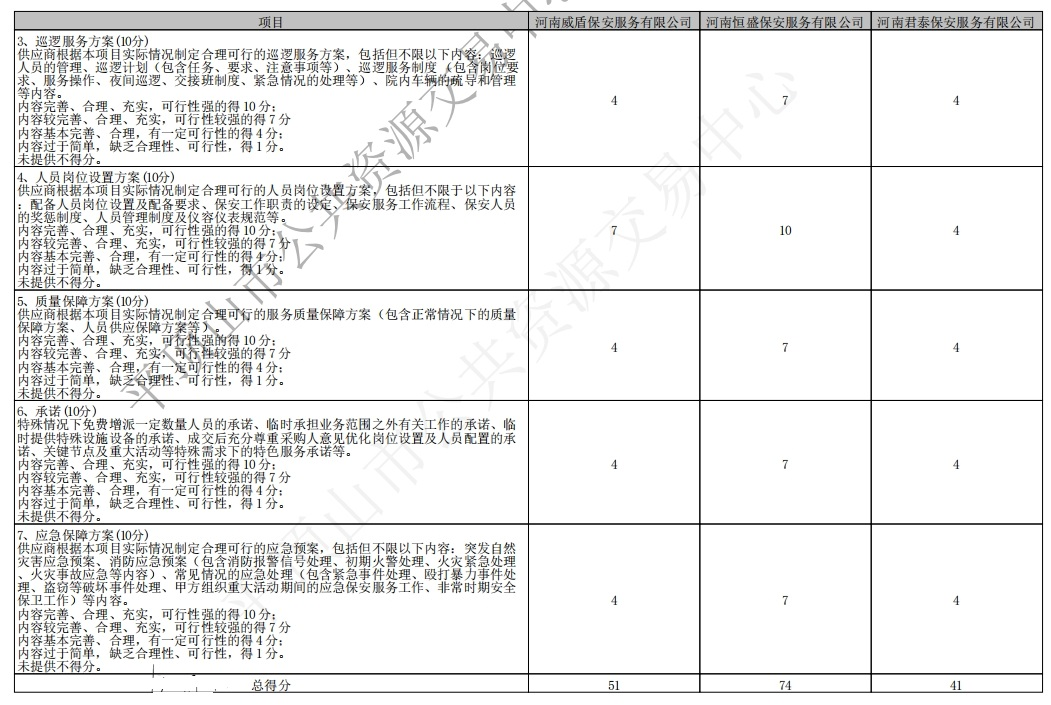 项目 河南威盾保安服务有限公司 河南恒盛保安服务有限公司 河南君泰保安服务有限公司
3、巡逻服务方案(10分)
供应商根据本项目实际情况制定合理可行的巡逻服务方案，包括但不限以下内容：巡逻
人员的管理、巡逻计划（包含任务、要求、注意事项等）、巡逻服务制度（包含岗位要
求、服务操作、夜间巡逻、交接班制度、紧急情况的处理等）、院内车辆的疏导和管理
等内容。
内容完善、合理、充实，可行性强的得10分；
内容较完善、合理、充实，可行性较强的得7分
内容基本完善、合理，有一定可行性的得4分；
内容过于简单，缺乏合理性、可行性，得1分。
未提供不得分。
4 7 4
4、人员岗位设置方案(10分)
供应商根据本项目实际情况制定合理可行的人员岗位设置方案，包括但不限于以下内容
：配备人员岗位设置及配备要求、保安工作职责的设定、保安服务工作流程、保安人员
的奖惩制度、人员管理制度及仪容仪表规范等。
内容完善、合理、充实，可行性强的得10分；
内容较完善、合理、充实，可行性较强的得7分
内容基本完善、合理，有一定可行性的得4分；
内容过于简单，缺乏合理性、可行性，得1分。
未提供不得分。
7 10 4
5、质量保障方案(10分)
供应商根据本项目实际情况制定合理可行的服务质量保障方案（包含正常情况下的质量
保障方案、人员供应保障方案等）。
内容完善、合理、充实，可行性强的得10分；
内容较完善、合理、充实，可行性较强的得7分
内容基本完善、合理，有一定可行性的得4分；
内容过于简单，缺乏合理性、可行性，得1分。
未提供不得分。
4 7 4
6、承诺(10分)
特殊情况下免费增派一定数量人员的承诺、临时承担业务范围之外有关工作的承诺、临
时提供特殊设施设备的承诺、成交后充分尊重采购人意见优化岗位设置及人员配置的承
诺、关键节点及重大活动等特殊需求下的特色服务承诺等。
内容完善、合理、充实，可行性强的得10分；
内容较完善、合理、充实，可行性较强的得7分
内容基本完善、合理，有一定可行性的得4分；
内容过于简单，缺乏合理性、可行性，得1分。
未提供不得分。
4 7 4
7、应急保障方案(10分)
供应商根据本项目实际情况制定合理可行的应急预案，包括但不限以下内容：突发自然
灾害应急预案、消防应急预案（包含消防报警信号处理、初期火警处理、火灾紧急处理
、火灾事故应急等内容）、常见情况的应急处理（包含紧急事件处理、殴打暴力事件处
理、盗窃等破坏事件处理、甲方组织重大活动期间的应急保安服务工作、非常时期安全
保卫工作）等内容。
内容完善、合理、充实，可行性强的得10分；
内容较完善、合理、充实，可行性较强的得7分
内容基本完善、合理，有一定可行性的得4分；
内容过于简单，缺乏合理性、可行性，得1分。
未提供不得分。
4 7 4
总得分 51 74 41
平顶山市公共资源交易中心
平顶山市公共资源交易中心